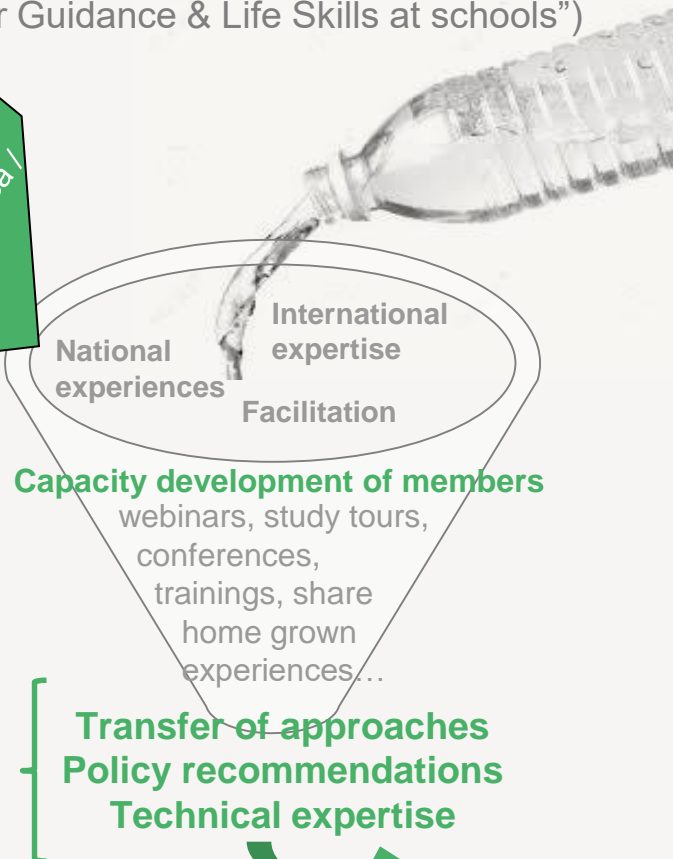 r Guidance & Life Skills at schools”)
a /
International
expertise
National
experiences
Facilitation
Capacity development of members
webinars, study tours,
conferences,
trainings, share
home grown
experiences…
Transfer of approaches
Policy recommendations
Technical expertise